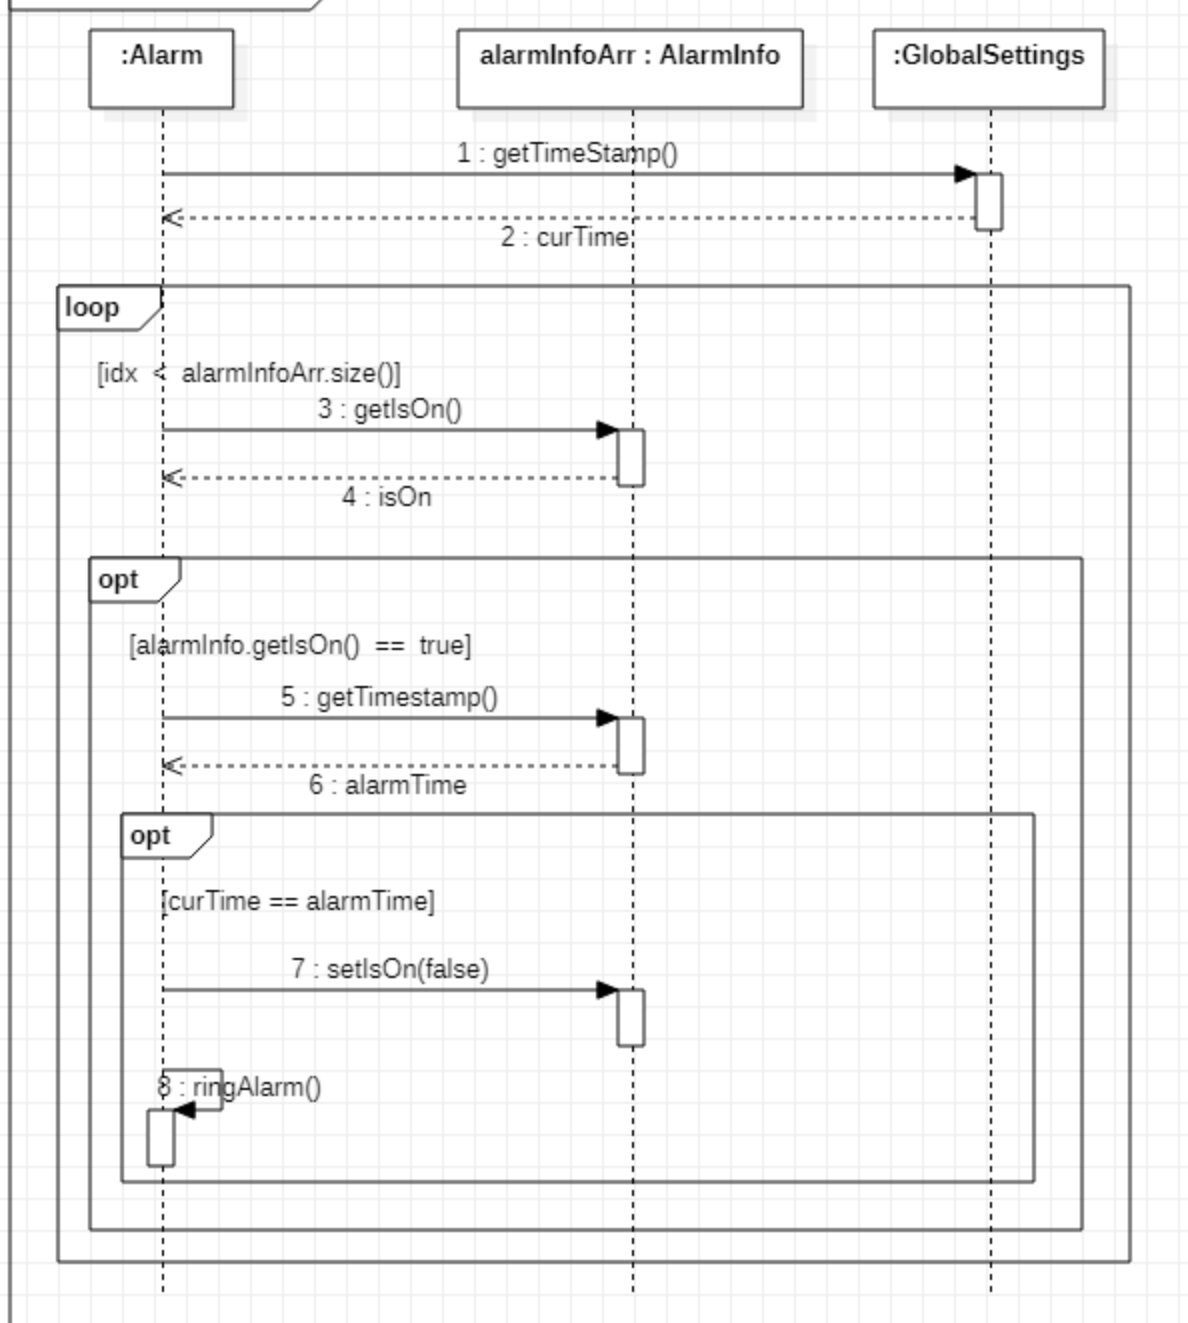 :Alarm
alarmInfoArr : AlarmInfo
:GlobalSettings
1 : getTimeStamp()
2 : curTime
loop
[idx < alarmInfoArr.size()]
3 : getIsOn()
4 : isOn
opt
[alarmInfo.getIsOn() == true]
5 : getTimestamp()
6 : alarmTime
opt
[curTime == alarmTime]
7 : setIsOn(false)
8 : ringAlarm()